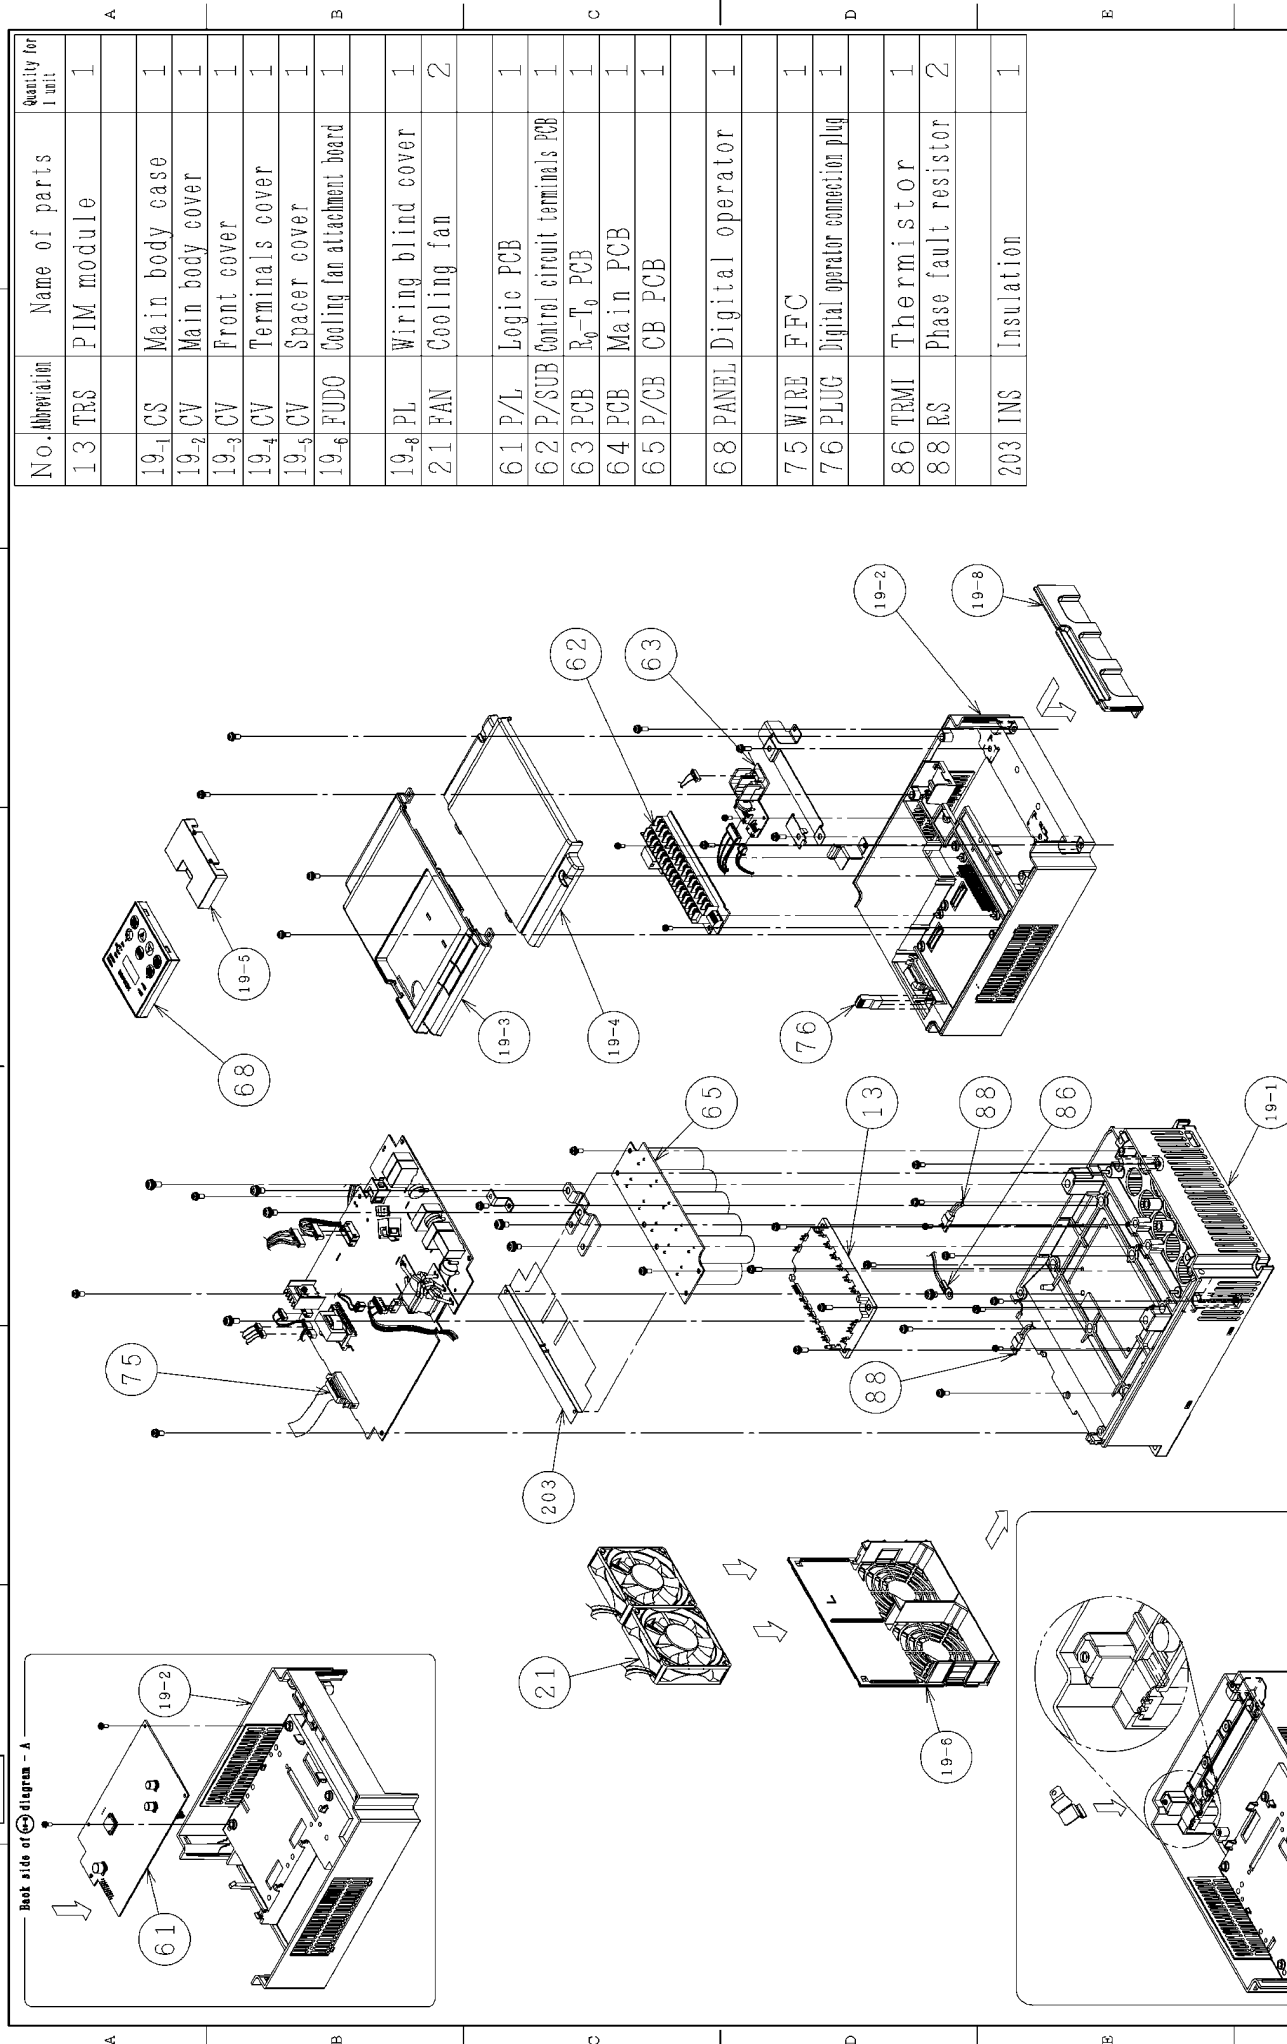 No. Abbreviation Name of parts Quantity for 1 unit
13 TRS PIM module 1
19-1 CS Main body case 1
19-2 CV Main body cover 1
19-3 CV Front cover 1
19-4 CV Terminals cover 1
19-5 CV Spacer cover 1
19-6 FUDO Cooling fan attachment board 1
19-8 PL Wiring blind cover 1
21 FAN Cooling fan 2
61 P/L Logic PCB 1
62 P/SUB Control circuit terminals PCB 1
63 PCB R0-T0 PCB 1
64 PCB Main PCB 1
65 P/CB CB PCB 1
68 PANEL Digital operator 1
75 WIRE FFC 1
76 PLUG Digital operator connection plug 1
86 TRMI Thermistor 1
88 RS Phase fault resistor 2
203 INS Insulation 1
A
B
C
D
E
Back side of diagram - A
61
19-2
21
19-6
75
203
65
13
88
88
86
19-1
68
19-5
19-3
19-4
62
63
76
19-2
19-8
A
B
C
D
E